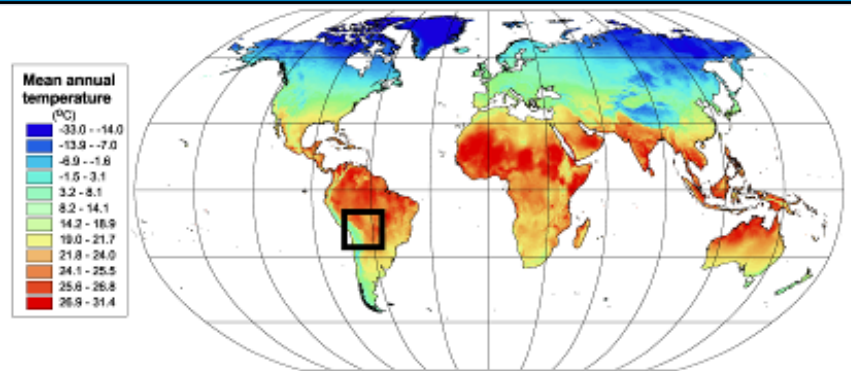 Mean annual
temperature
(ºC)
-33.0 - -14.0
-13.9 - -7.0
-6.9 - -1.6
-1.5 - 3.1
3.2 - 8.1
8.2 - 14.1
14.2 - 18.9
19.0 - 21.7
21.8 - 24.0
24.1 - 25.5
25.6 - 26.8
26.9 - 31.4